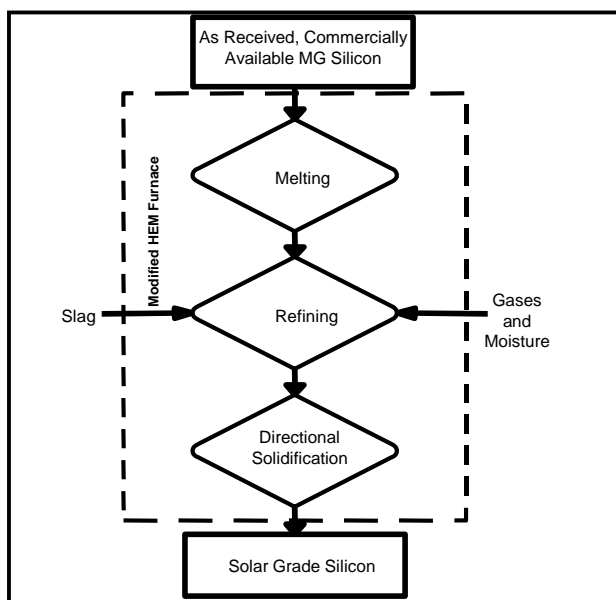 As Received, Commercially
Available MG Silicon
Melting
Modified HEM Furnace
Slag
Refining
Gases
and
Moisture
Directional
Solidification
Solar Grade Silicon